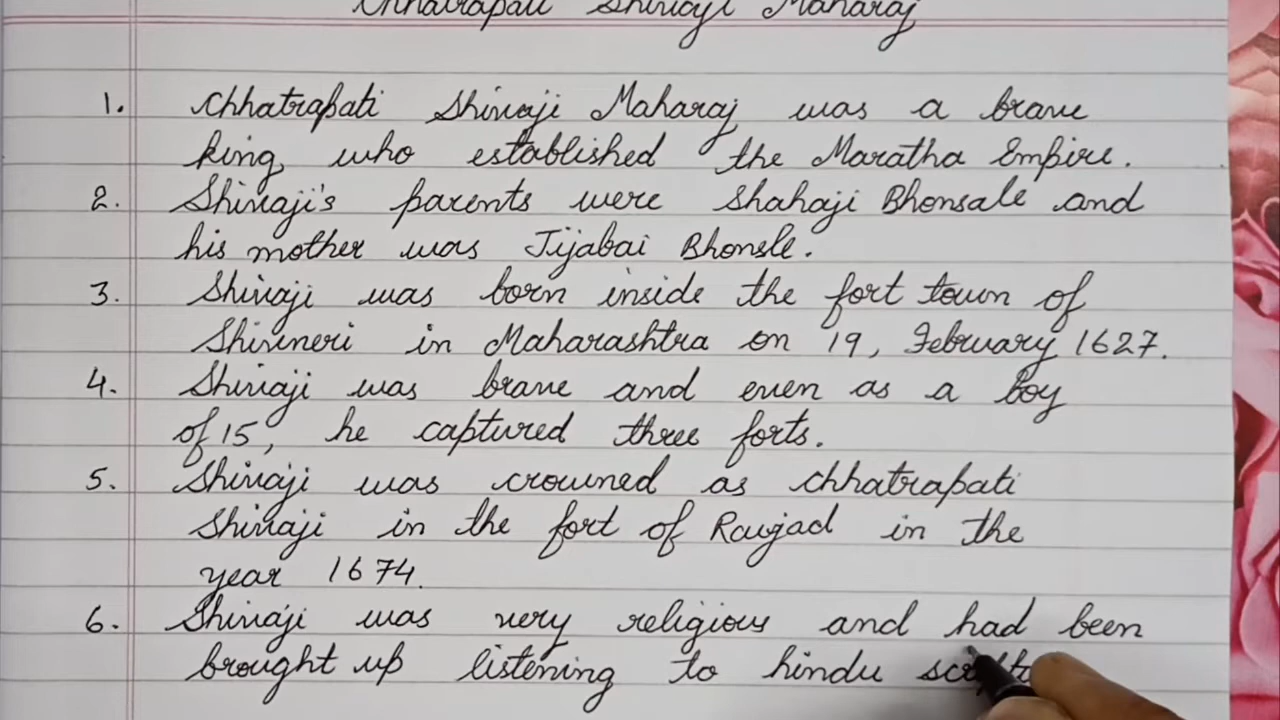 Chhatrapati Shivaji Maharaj
1. Chhatrapati Shivaji Maharaj was a brave
king, who established the Maratha Empire.
2. Shivaji's parents were Shahaji Bhonsale and
his mother was Jijabai Bhonsle.
3. Shivaji was born inside the fort town of
Shivneri in Maharashtra on 19, February 1627.
4. Shivaji was brave and even as a boy
of 15, he captured three forts.
5. Shivaji was crowned as Chhatrapati
Shivaji in the fort of Raigad in the
year 1674.
6. Shivaji was very religious and had been
brought up listening to hindu